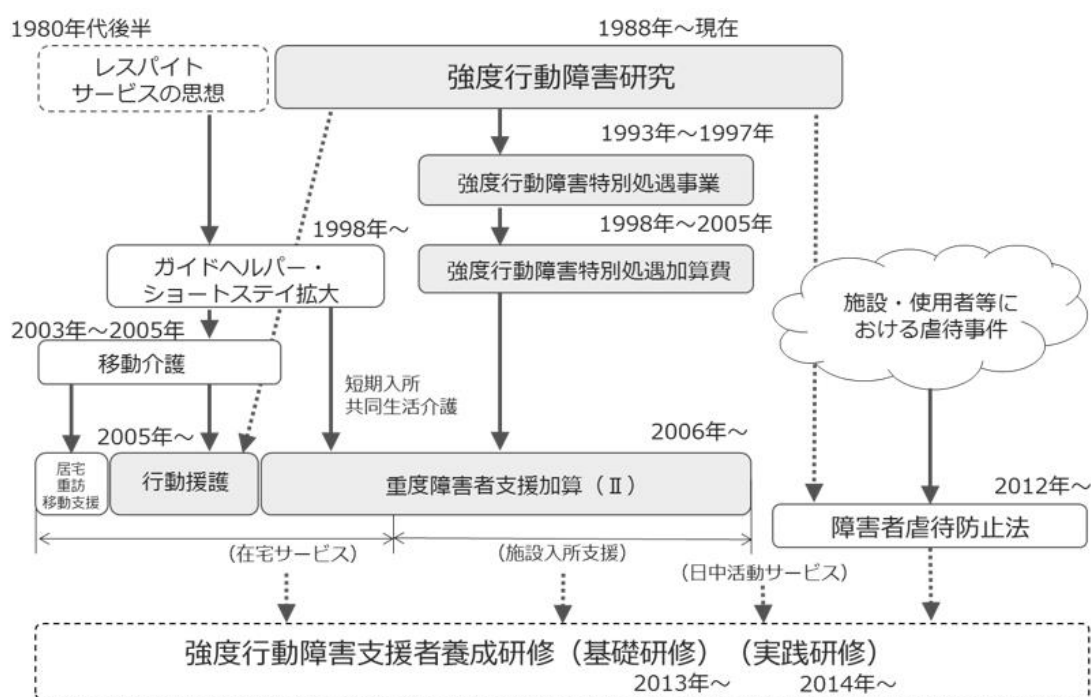 1980年代後半
1988年～現在
レスパイト
サービスの思想
強度行動障害研究
1993年～1997年
強度行動障害特別処遇事業
1998年～
1998年～2005年
ガイドヘルパー・
ショートステイ拡大
強度行動障害特別処遇加算費
施設・使用者等に
おける虐待事件
2003年～2005年
移動介護
短期入所
共同生活介護
2005年～
2006年～
居宅
重訪
移動支援
行動援護
重度障害者支援加算（Ⅱ）
2012年～
障害者虐待防止法
（在宅サービス）
（施設入所支援）
（日中活動サービス）
強度行動障害支援者養成研修（基礎研修）（実践研修）
2013年～
2014年～